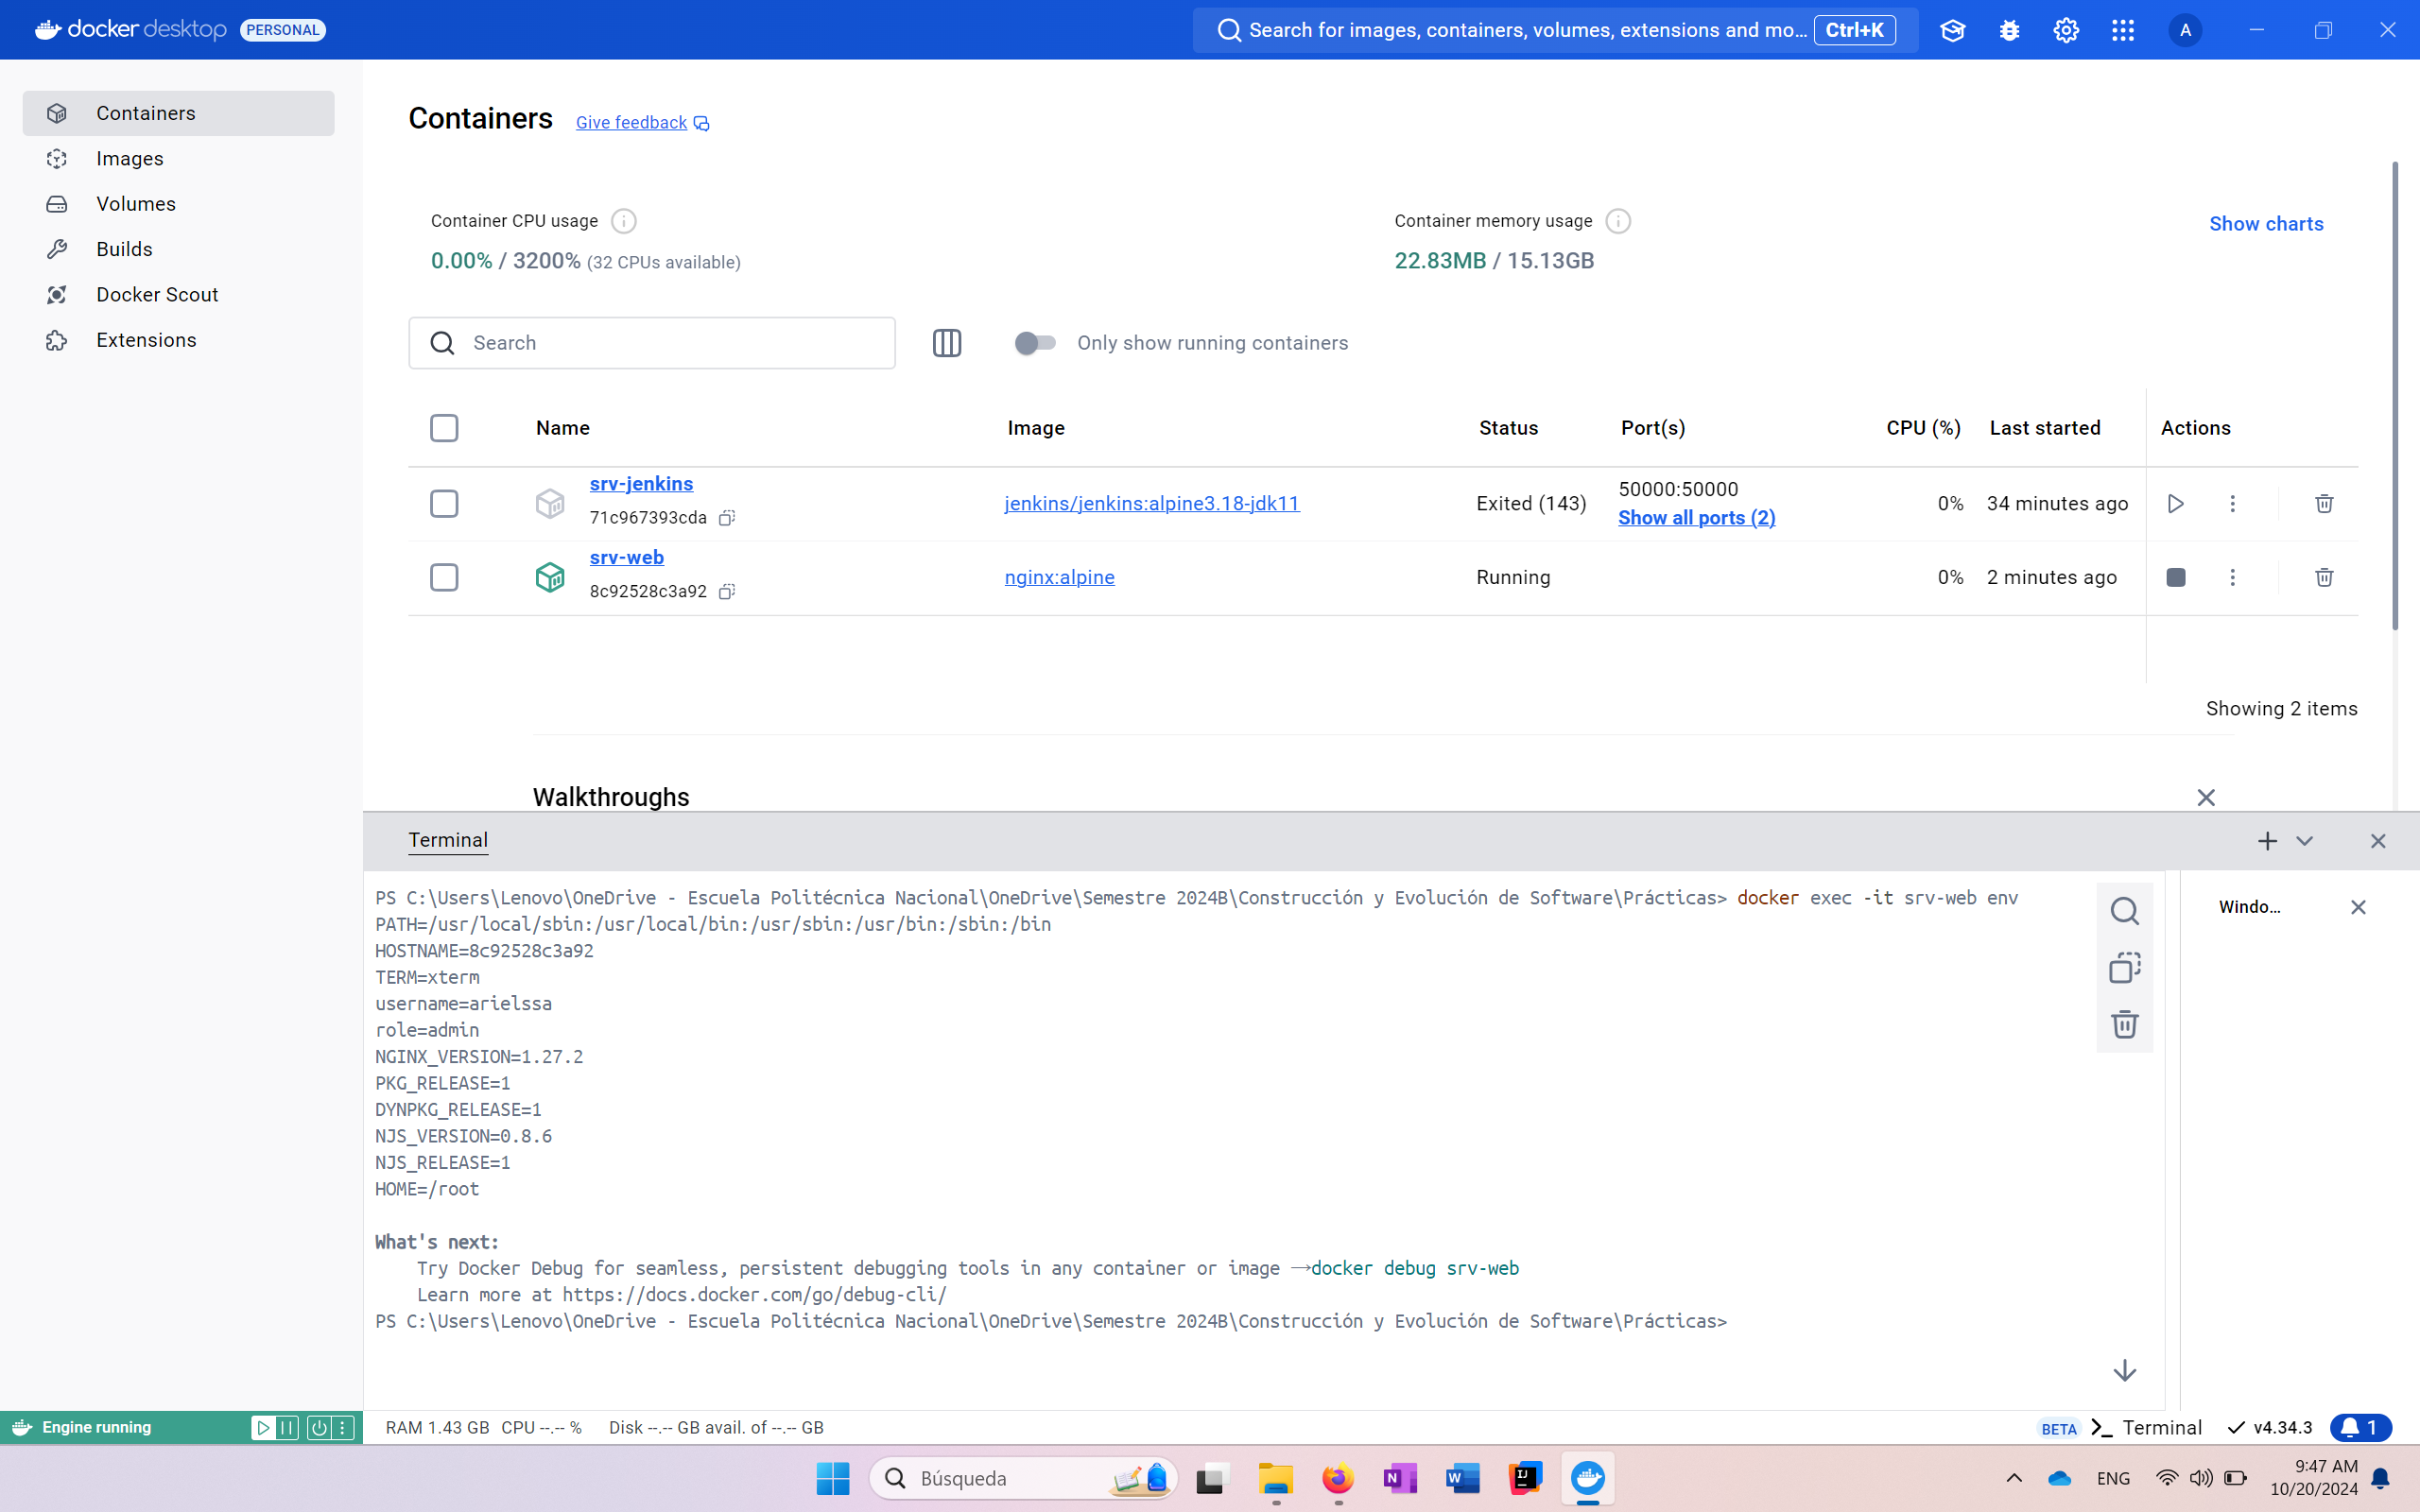 docker desktop PERSONAL
Search for images, containers, volumes, extensions and mo... Ctrl+K
A
Containers
Images
Volumes
Builds
Docker Scout
Extensions
Containers Give feedback
Container CPU usage
0.00% / 3200% (32 CPUs available)
Container memory usage
22.83MB / 15.13GB
Show charts
Search
Only show running containers
Name Image Status Port(s) CPU (%) Last started Actions
srv-jenkins
71c967393cda
jenkins/jenkins:alpine3.18-jdk11 Exited (143)
50000:50000
Show all ports (2)
0% 34 minutes ago
srv-web
8c92528c3a92
nginx:alpine Running 0% 2 minutes ago
Showing 2 items
Walkthroughs
Terminal
PS C:\Users\Lenovo\OneDrive - Escuela Politécnica Nacional\OneDrive\Semestre 2024B\Construcción y Evolución de Software\Prácticas> docker exec -it srv-web env
PATH=/usr/local/sbin:/usr/local/bin:/usr/sbin:/usr/bin:/sbin:/bin
HOSTNAME=8c92528c3a92
TERM=xterm
username=arielssa
role=admin
NGINX_VERSION=1.27.2
PKG_RELEASE=1
DYNPKG_RELEASE=1
NJS_VERSION=0.8.6
NJS_RELEASE=1
HOME=/root
What's next:
Try Docker Debug for seamless, persistent debugging tools in any container or image →docker debug srv-web
Learn more at https://docs.docker.com/go/debug-cli/
PS C:\Users\Lenovo\OneDrive - Escuela Politécnica Nacional\OneDrive\Semestre 2024B\Construcción y Evolución de Software\Prácticas>
Windo...
Engine running
RAM 1.43 GB CPU --.-- % Disk --.-- GB avail. of --.-- GB
BETA Terminal v4.34.3 1
Búsqueda
ENG
9:47 AM
10/20/2024